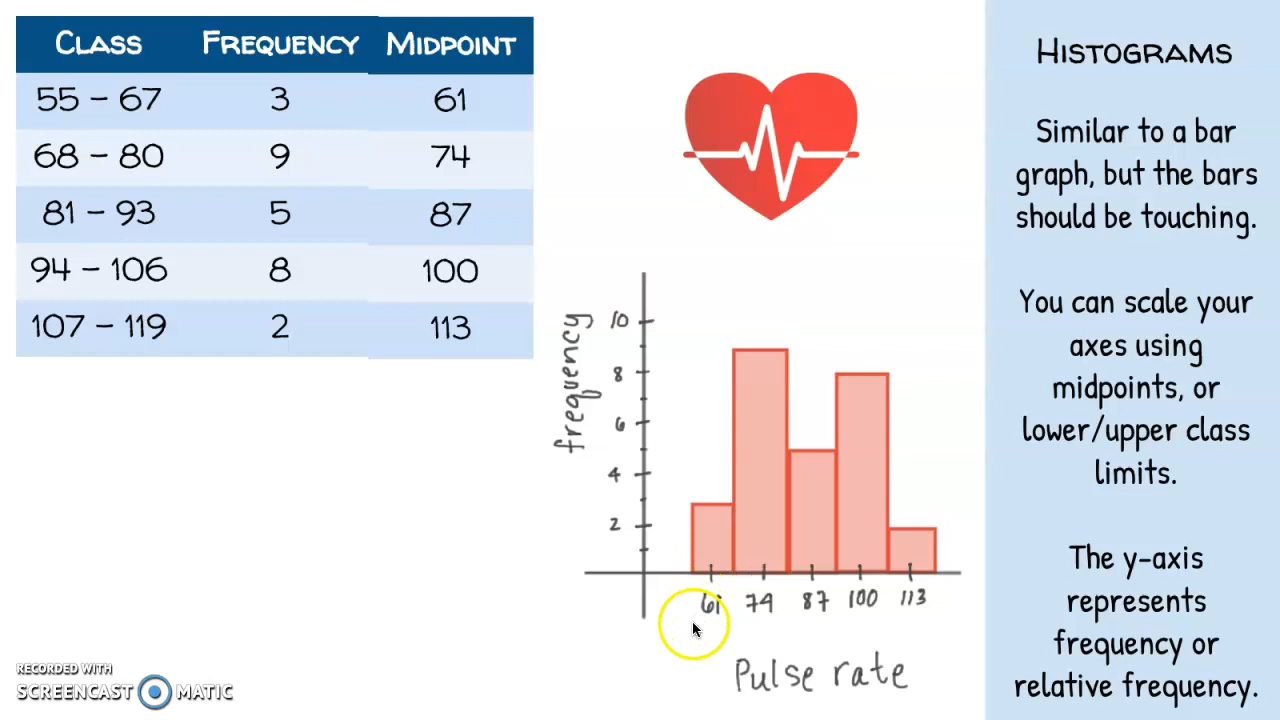 CLASS FREQUENCY MIDPOINT
55 – 67 3 61
68 – 80 9 74
81 – 93 5 87
94 – 106 8 100
107 – 119 2 113
frequency
10
8
6
4
2
61 74 87 100 113
Pulse rate
HISTOGRAMS
Similar to a bar
graph, but the bars
should be touching.
You can scale your
axes using
midpoints, or
lower/upper class
limits.
The y-axis
represents
frequency or
relative frequency.
RECORDED WITH
SCREENCAST MATIC